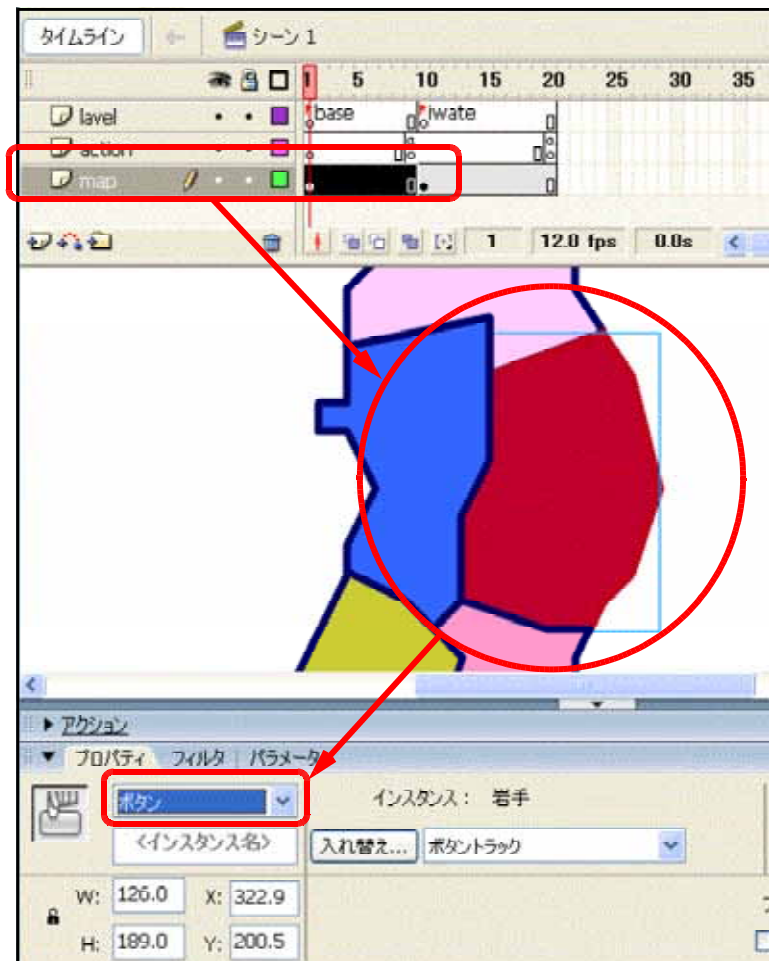 タイムライン シーン 1
1 5 10 15 20 25 30 35
lavel base iwate
action
map
1 12.0 fps 0.0s
アクション
プロパティ フィルタ パラメータ
ボタン インスタンス： 岩手
<インスタンス名> 入れ替え... ボタントラック
W: 126.0 X: 322.9
H: 189.0 Y: 200.5